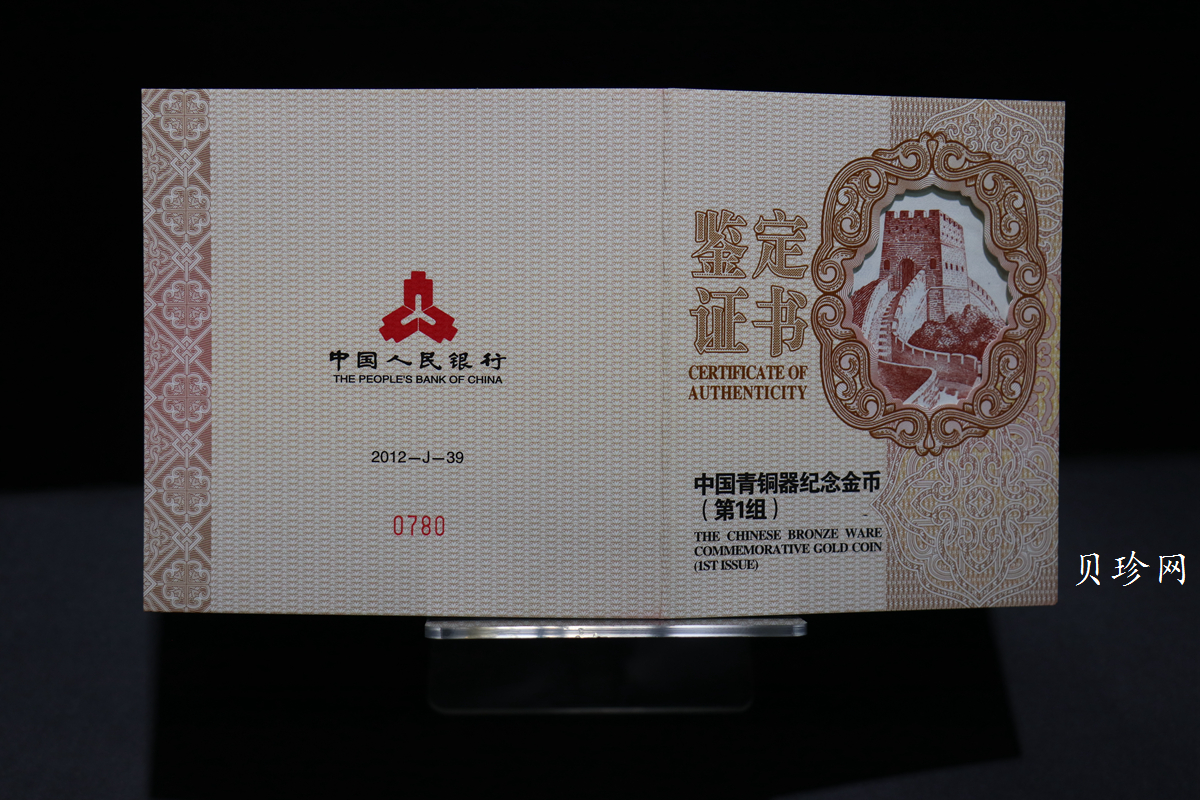 中国人民银行
THE PEOPLE'S BANK OF CHINA
2012-J-39
0780
鉴定
证书
CERTIFICATE OF
AUTHENTICITY
中国青铜器纪念金币
（第1组）
THE CHINESE BRONZE WARE
COMMEMORATIVE GOLD COIN
(1ST ISSUE)
贝珍网